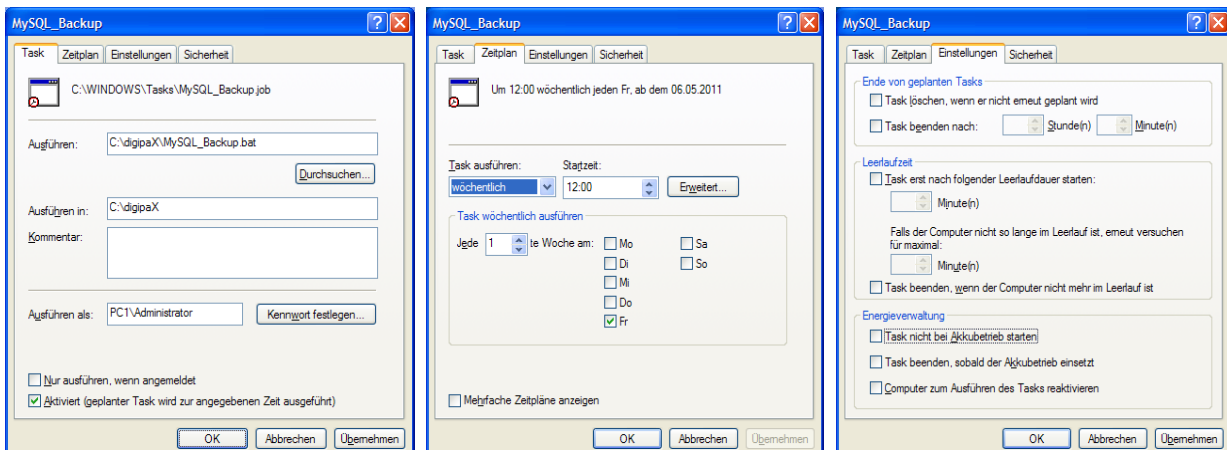 MySQL_Backup
Task Zeitplan Einstellungen Sicherheit
C:\WINDOWS\Tasks\MySQL_Backup.job
Ausführen: C:\digipaX\MySQL_Backup.bat
Durchsuchen...
Ausführen in: C:\digipaX
Kommentar:
Ausführen als: PC1\Administrator Kennwort festlegen...
Nur ausführen, wenn angemeldet
Aktiviert (geplanter Task wird zur angegebenen Zeit ausgeführt)
OK Abbrechen Übernehmen
MySQL_Backup
Task Zeitplan Einstellungen Sicherheit
Um 12:00 wöchentlich jeden Fr, ab dem 06.05.2011
Task ausführen: Startzeit:
wöchentlich 12:00 Erweitert...
Task wöchentlich ausführen
Jede 1 te Woche am: Mo Sa
Di So
Mi
Do
Fr
Mehrfache Zeitpläne anzeigen
OK Abbrechen Übernehmen
MySQL_Backup
Task Zeitplan Einstellungen Sicherheit
Ende von geplanten Tasks
Task löschen, wenn er nicht erneut geplant wird
Task beenden nach: Stunde(n) Minute(n)
Leerlaufzeit
Task erst nach folgender Leerlaufdauer starten:
Minute(n)
Falls der Computer nicht so lange im Leerlauf ist, erneut versuchen
für maximal:
Minute(n)
Task beenden, wenn der Computer nicht mehr im Leerlauf ist
Energieverwaltung
Task nicht bei Akkubetrieb starten
Task beenden, sobald der Akkubetrieb einsetzt
Computer zum Ausführen des Tasks reaktivieren
OK Abbrechen Übernehmen